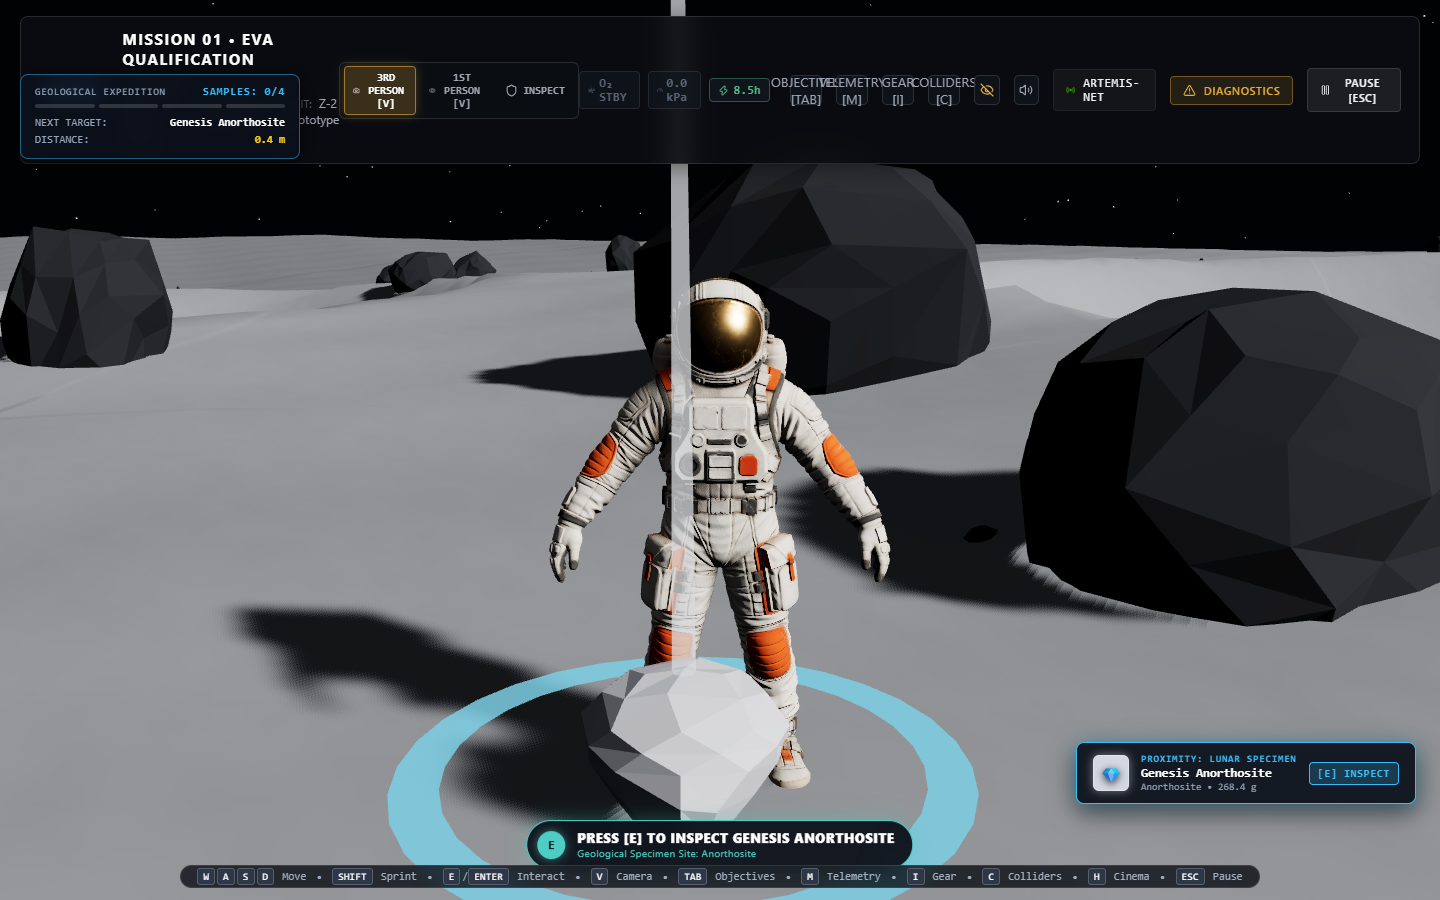 MISSION 01 • EVA
QUALIFICATION
GEOLOGICAL EXPEDITION SAMPLES: 0/4
NEXT TARGET: Genesis Anorthosite
DISTANCE: 0.4 m
IT: Z-2
ototype
3RD
PERSON
[V]
1ST
PERSON
[V]
INSPECT
O₂
STBY
0.0
kPa
8.5h
OBJECTIVE
[TAB]
TELEMETRY
[M]
GEAR
[I]
COLLIDERS
[C]
ARTEMIS-
NET
DIAGNOSTICS
PAUSE
[ESC]
PROXIMITY: LUNAR SPECIMEN
Genesis Anorthosite
Anorthosite • 268.4 g
[E] INSPECT
E
PRESS [E] TO INSPECT GENESIS ANORTHOSITE
Geological Specimen Site: Anorthosite
W A S D Move • SHIFT Sprint • E / ENTER Interact • V Camera • TAB Objectives • M Telemetry • I Gear • C Colliders • H Cinema • ESC Pause